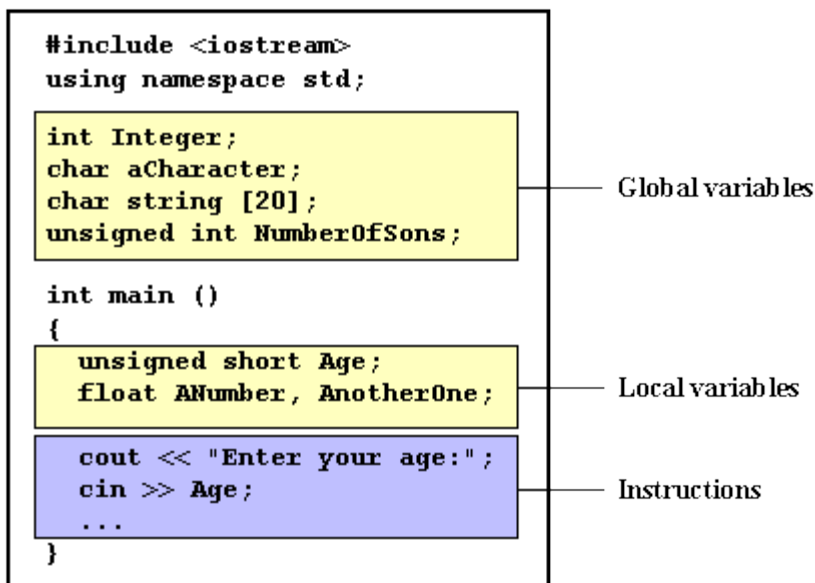 #include <iostream>
using namespace std;
int Integer;
char aCharacter;
char string [20];
unsigned int NumberOfSons;
Global variables
int main ()
{
unsigned short Age;
float ANumber, AnotherOne;
Local variables
cout << "Enter your age:";
cin >> Age;
...
Instructions
}